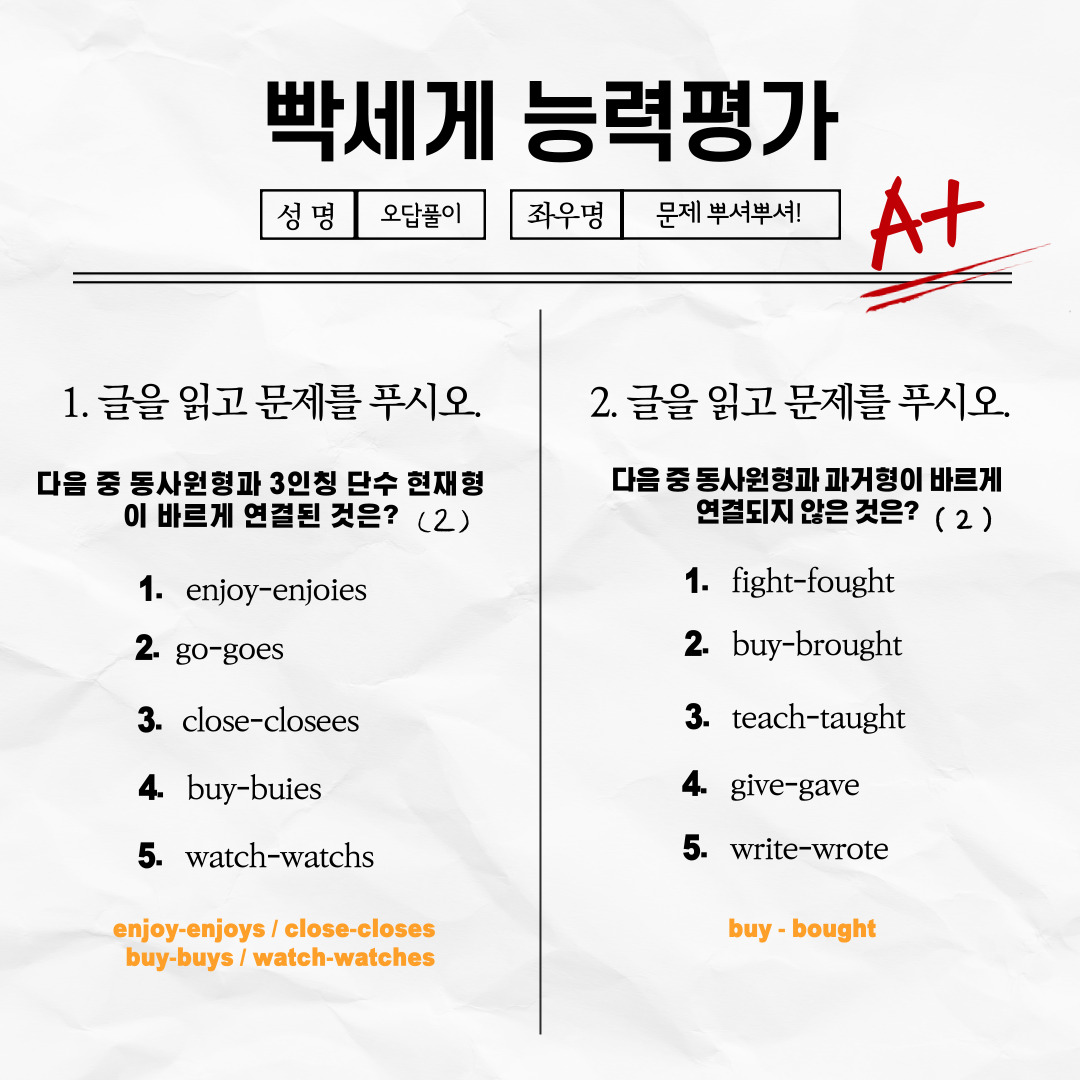 빡세게 능력평가
성 명 오답풀이 좌우명 문제 뿌셔뿌셔!
A+
1. 글을 읽고 문제를 푸시오.
다음 중 동사원형과 3인칭 단수 현재형
이 바르게 연결된 것은? (2)
1. enjoy-enjoies
2. go-goes
3. close-closees
4. buy-buies
5. watch-watchs
enjoy-enjoys / close-closes
buy-buys / watch-watches
2. 글을 읽고 문제를 푸시오.
다음 중 동사원형과 과거형이 바르게
연결되지 않은 것은? ( 2 )
1. fight-fought
2. buy-brought
3. teach-taught
4. give-gave
5. write-wrote
buy - bought